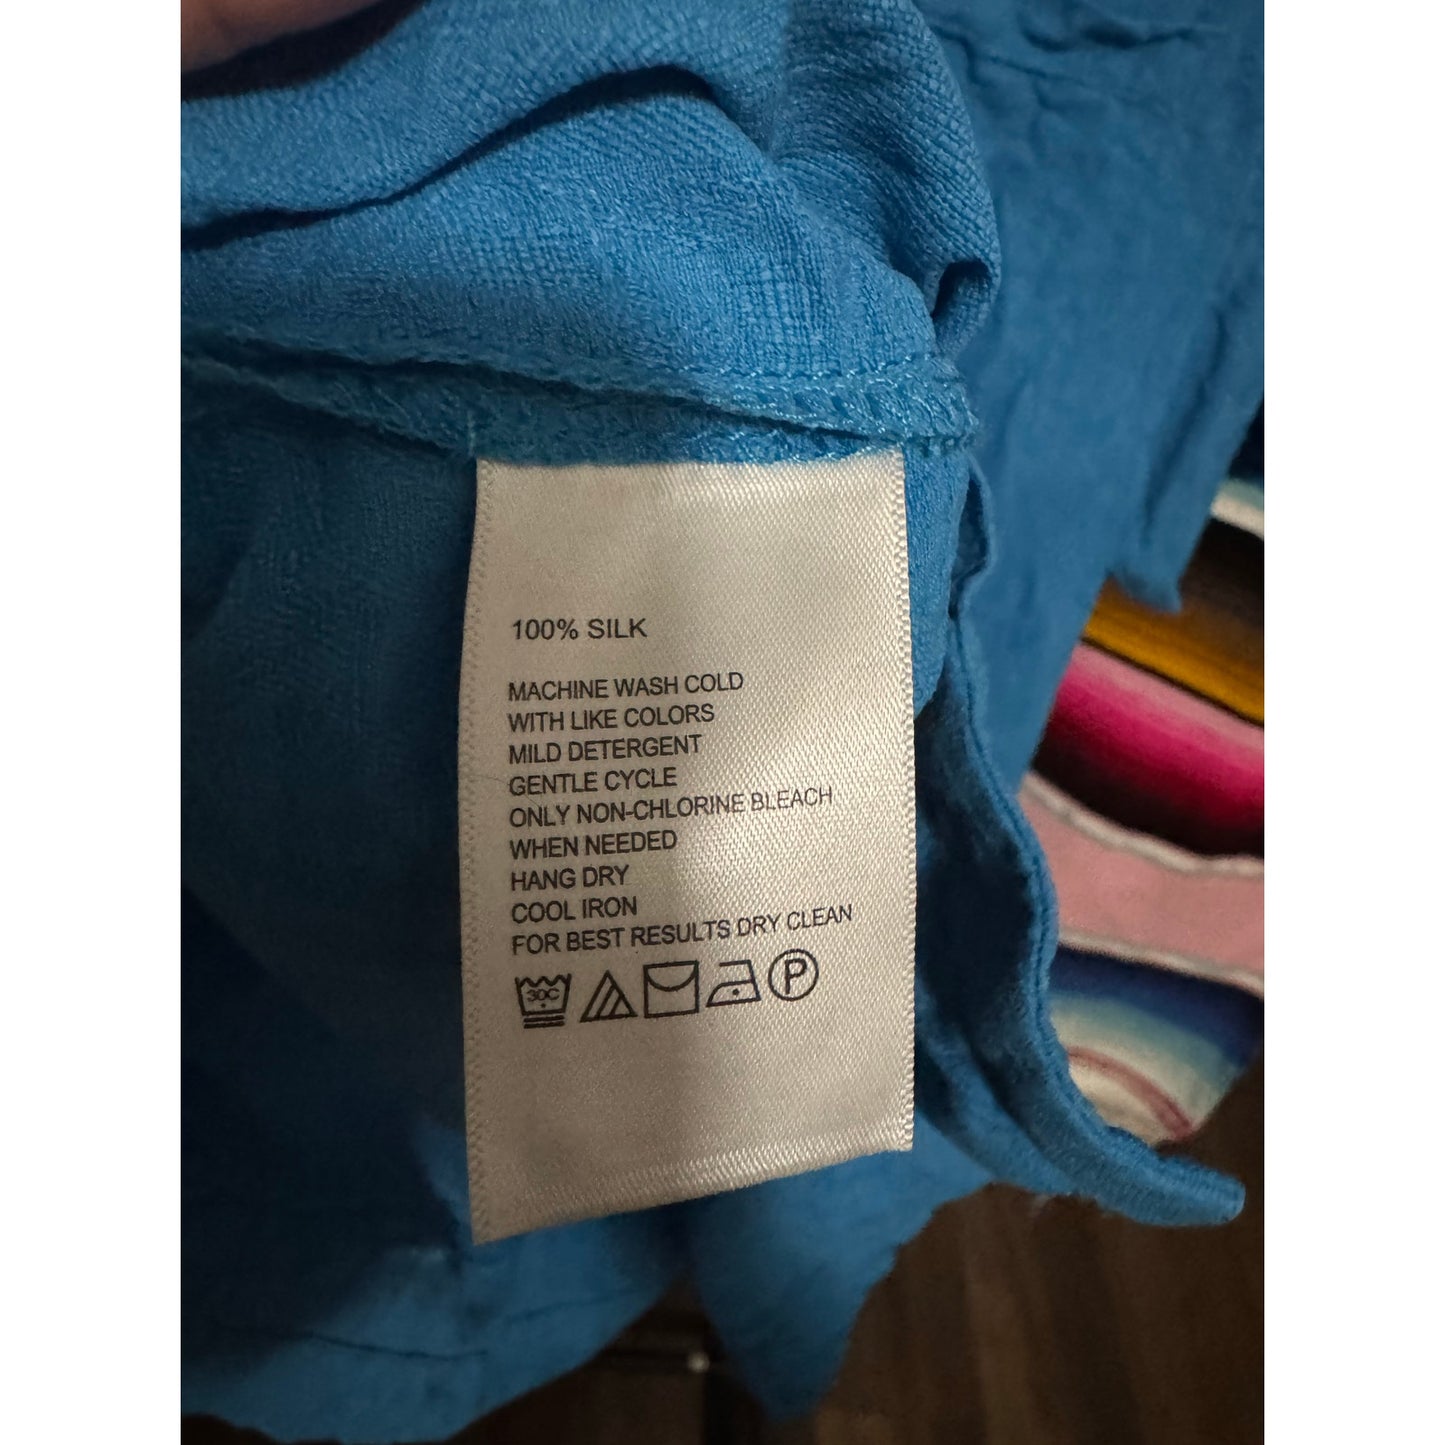 100% SILK
MACHINE WASH COLD
WITH LIKE COLORS
MILD DETERGENT
GENTLE CYCLE
ONLY NON-CHLORINE BLEACH
WHEN NEEDED
HANG DRY
COOL IRON
FOR BEST RESULTS DRY CLEAN
30C P